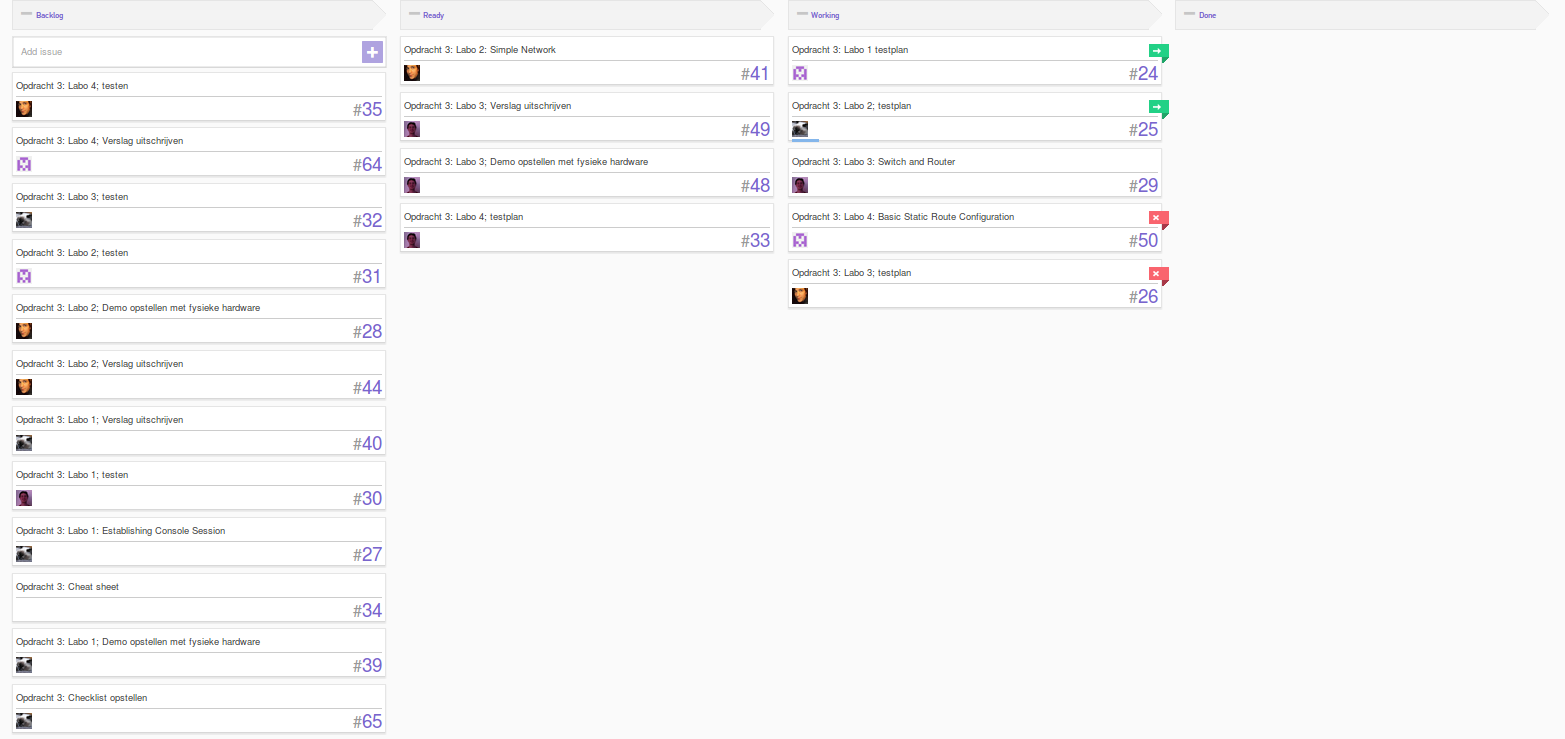 Backlog
Add issue
Opdracht 3: Labo 4; testen
#35
Opdracht 3: Labo 4; Verslag uitschrijven
#64
Opdracht 3: Labo 3; testen
#32
Opdracht 3: Labo 2; testen
#31
Opdracht 3: Labo 2; Demo opstellen met fysieke hardware
#28
Opdracht 3: Labo 2; Verslag uitschrijven
#44
Opdracht 3: Labo 1; Verslag uitschrijven
#40
Opdracht 3: Labo 1; testen
#30
Opdracht 3: Labo 1: Establishing Console Session
#27
Opdracht 3: Cheat sheet
#34
Opdracht 3: Labo 1; Demo opstellen met fysieke hardware
#39
Opdracht 3: Checklist opstellen
#65
Ready
Opdracht 3: Labo 2: Simple Network
#41
Opdracht 3: Labo 3; Verslag uitschrijven
#49
Opdracht 3: Labo 3; Demo opstellen met fysieke hardware
#48
Opdracht 3: Labo 4; testplan
#33
Working
Opdracht 3: Labo 1 testplan
#24
Opdracht 3: Labo 2; testplan
#25
Opdracht 3: Labo 3: Switch and Router
#29
Opdracht 3: Labo 4: Basic Static Route Configuration
#50
Opdracht 3: Labo 3; testplan
#26
Done